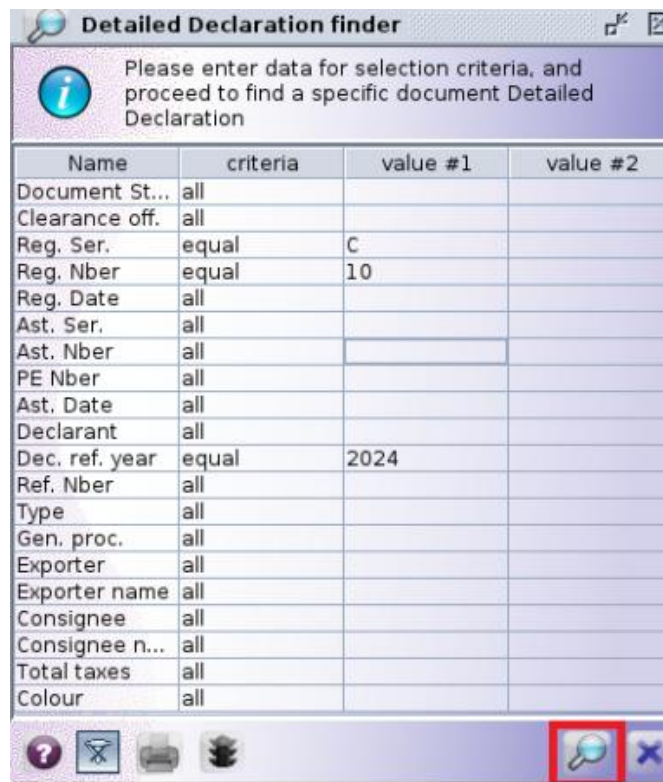 Detailed Declaration finder
Please enter data for selection criteria, and
proceed to find a specific document Detailed
Declaration
Name criteria value #1 value #2
Document St... all
Clearance off. all
Reg. Ser. equal C
Reg. Nber equal 10
Reg. Date all
Ast. Ser. all
Ast. Nber all
PE Nber all
Ast. Date all
Declarant all
Dec. ref. year equal 2024
Ref. Nber all
Type all
Gen. proc. all
Exporter all
Exporter name all
Consignee all
Consignee n... all
Total taxes all
Colour all